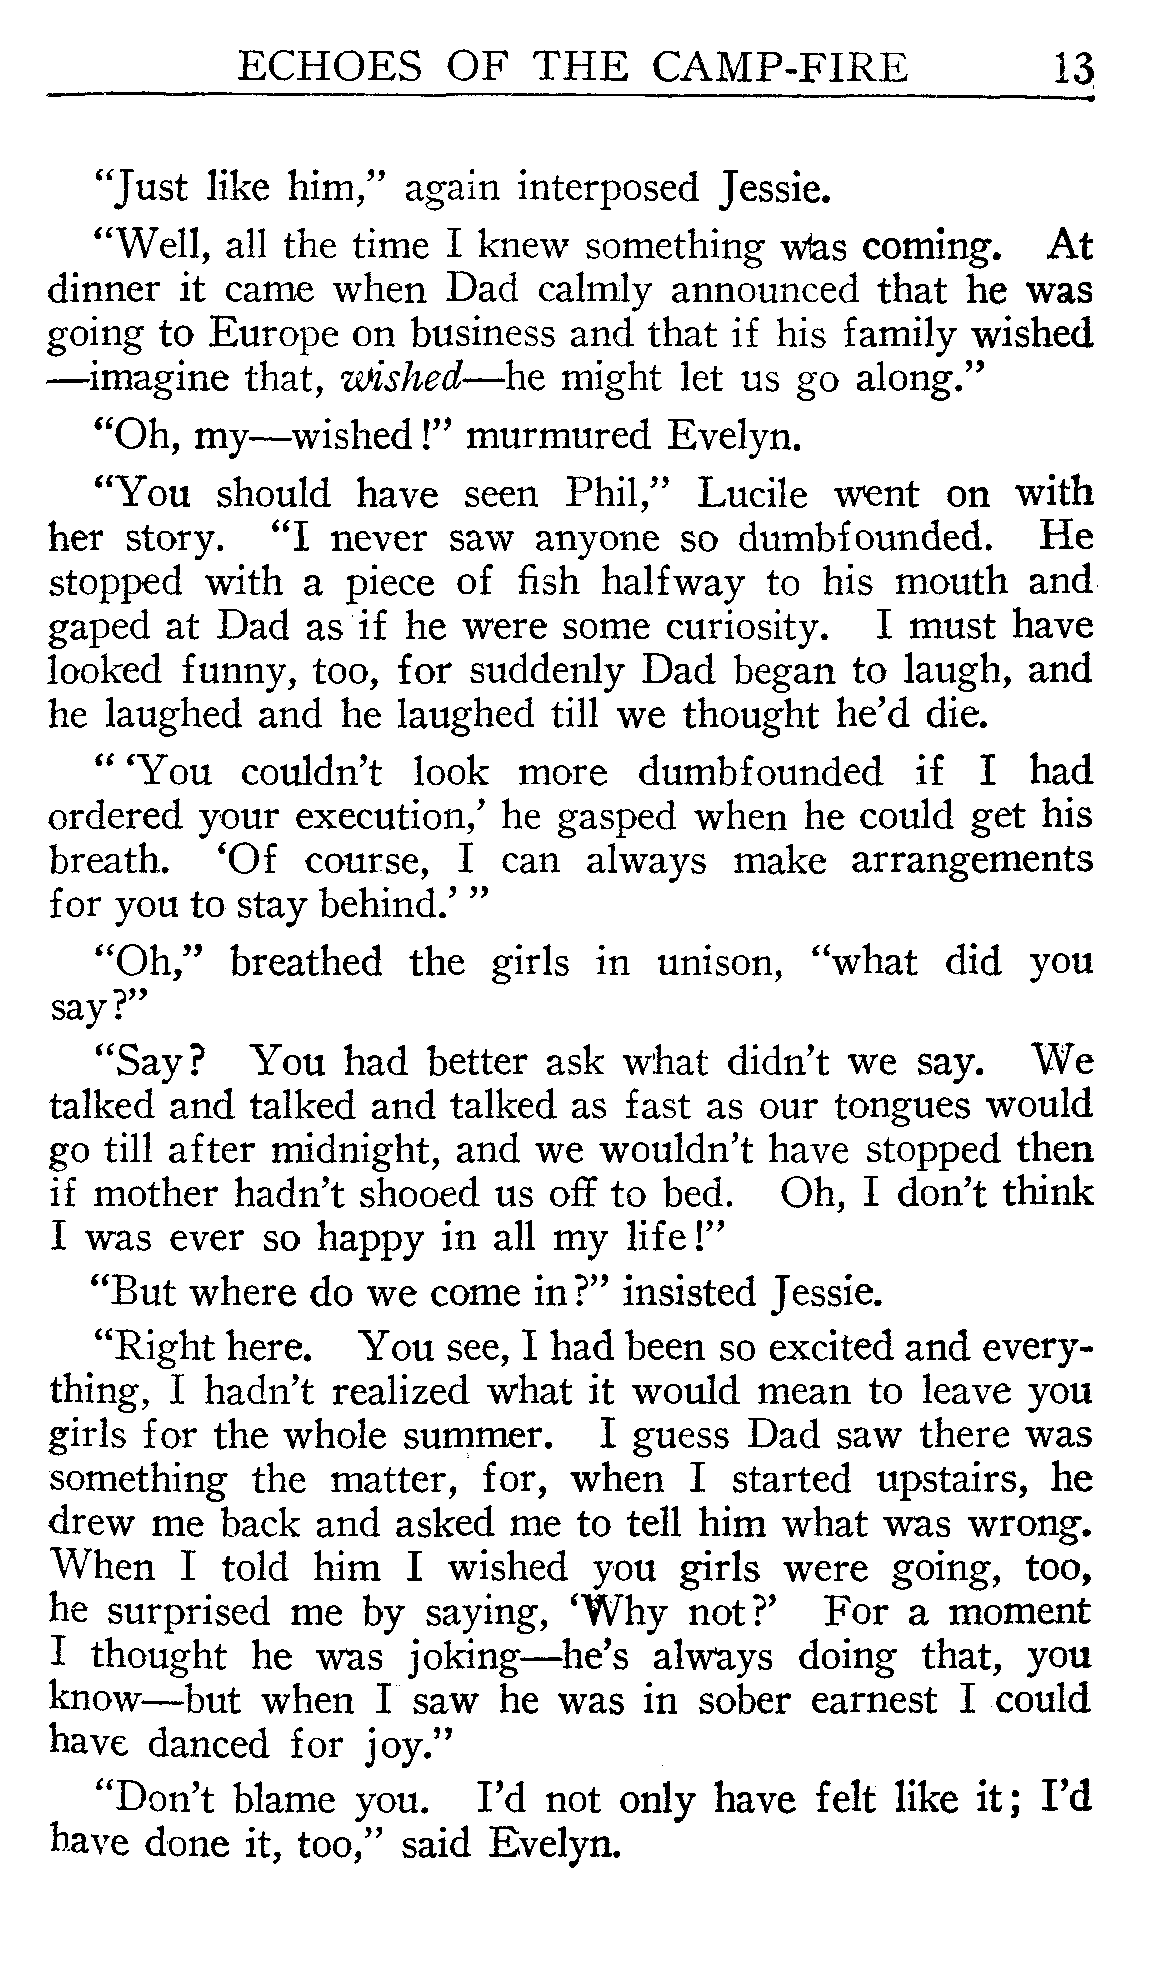 ECHOES OF THE CAMP-FIRE 13
“Just like him,” again interposed Jessie.
“Well, all the time I knew something was coming. At
dinner it came when Dad calmly announced that he was
going to Europe on business and that if his family wished
—imagine that, wished—he might let us go along.”
“Oh, my—wished!” murmured Evelyn.
“You should have seen Phil,” Lucile went on with
her story. “I never saw anyone so dumbfounded. He
stopped with a piece of fish halfway to his mouth and
gaped at Dad as if he were some curiosity. I must have
looked funny, too, for suddenly Dad began to laugh, and
he laughed and he laughed till we thought he’d die.
“ ‘You couldn’t look more dumbfounded if I had
ordered your execution,’ he gasped when he could get his
breath. ‘Of course, I can always make arrangements
for you to stay behind.’ ”
“Oh,” breathed the girls in unison, “what did you
say?”
“Say? You had better ask what didn’t we say. We
talked and talked and talked as fast as our tongues would
go till after midnight, and we wouldn’t have stopped then
if mother hadn’t shooed us off to bed. Oh, I don’t think
I was ever so happy in all my life!”
“But where do we come in?” insisted Jessie.
“Right here. You see, I had been so excited and every-
thing, I hadn’t realized what it would mean to leave you
girls for the whole summer. I guess Dad saw there was
something the matter, for, when I started upstairs, he
drew me back and asked me to tell him what was wrong.
When I told him I wished you girls were going, too,
he surprised me by saying, ‘Why not?’ For a moment
I thought he was joking—he’s always doing that, you
know—but when I saw he was in sober earnest I could
have danced for joy.”
“Don’t blame you. I’d not only have felt like it; I’d
have done it, too,” said Evelyn.